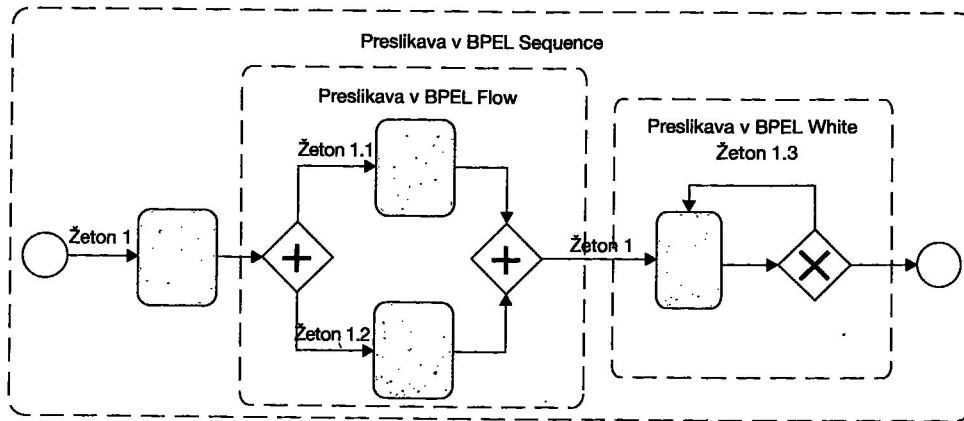 Preslikava v BPEL Sequence
Preslikava v BPEL Flow
Preslikava v BPEL White
Žeton 1.3
Žeton 1.1
Žeton 1
Žeton 1
Žeton 1.2